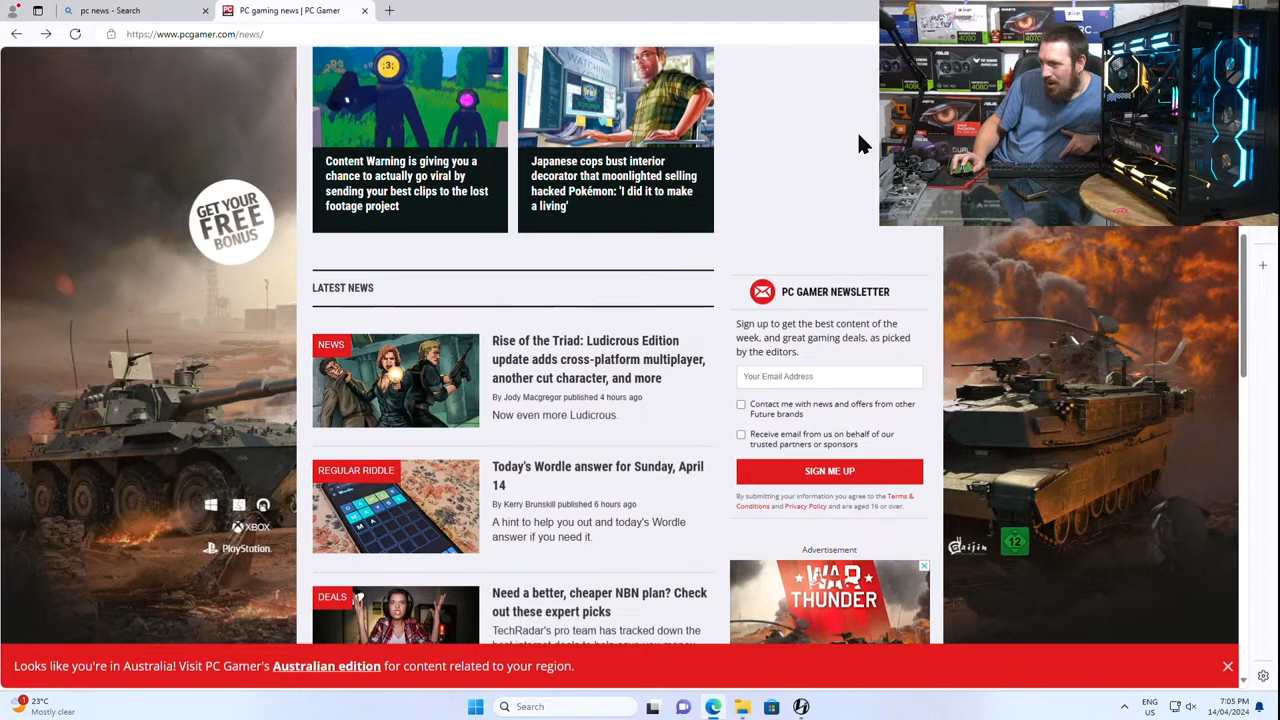 pc news - Search
PC gaming news | PC Gamer
https://www.pcgamer.com/news/
GET YOUR
FREE
BONUS
WATCHING
Content Warning is giving you a
chance to actually go viral by
sending your best clips to the lost
footage project
Japanese cops bust interior
decorator that moonlighted selling
hacked Pokémon: 'I did it to make
a living'
LATEST NEWS
NEWS
Rise of the Triad: Ludicrous Edition
update adds cross-platform multiplayer,
another cut character, and more
By Jody Macgregor published 4 hours ago
Now even more Ludicrous.
REGULAR RIDDLE
Today's Wordle answer for Sunday, April
14
By Kerry Brunskill published 6 hours ago
A hint to help you out and today's Wordle
answer if you need it.
DEALS
Need a better, cheaper NBN plan? Check
out these expert picks
TechRadar's pro team has tracked down the
PC GAMER NEWSLETTER
Sign up to get the best content of the
week, and great gaming deals, as picked
by the editors.
Your Email Address
Contact me with news and offers from other
Future brands
Receive email from us on behalf of our
trusted partners or sponsors
SIGN ME UP
By submitting your information you agree to the Terms &
Conditions and Privacy Policy and are aged 16 or over.
Advertisement
WAR
THUNDER
XBOX
PlayStation
Gaijin
12
Looks like you're in Australia! Visit PC Gamer's Australian edition for content related to your region.
1
23°C
Mostly clear
Search
ENG
US
7:05 PM
14/04/2024